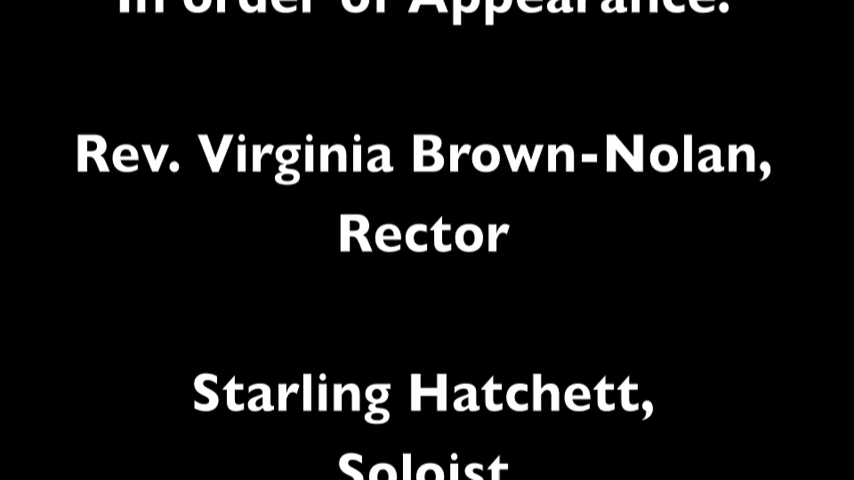 In order of Appearance:
Rev. Virginia Brown-Nolan,
Rector
Starling Hatchett,
Soloist